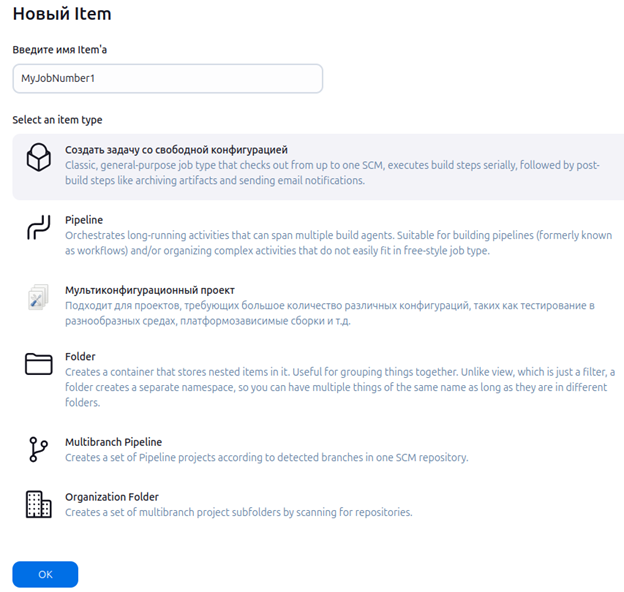 Новый Item
Введите имя Item'а
MyJobNumber1
Select an item type
Создать задачу со свободной конфигурацией
Classic, general-purpose job type that checks out from up to one SCM, executes build steps serially, followed by post-
build steps like archiving artifacts and sending email notifications.
Pipeline
Orchestrates long-running activities that can span multiple build agents. Suitable for building pipelines (formerly known
as workflows) and/or organizing complex activities that do not easily fit in free-style job type.
Мультиконфигурационный проект
Подходит для проектов, требующих большое количество различных конфигураций, таких как тестирование в
разнообразных средах, платформозависимые сборки и т.д.
Folder
Creates a container that stores nested items in it. Useful for grouping things together. Unlike view, which is just a filter, a
folder creates a separate namespace, so you can have multiple things of the same name as long as they are in different
folders.
Multibranch Pipeline
Creates a set of Pipeline projects according to detected branches in one SCM repository.
Organization Folder
Creates a set of multibranch project subfolders by scanning for repositories.
OK